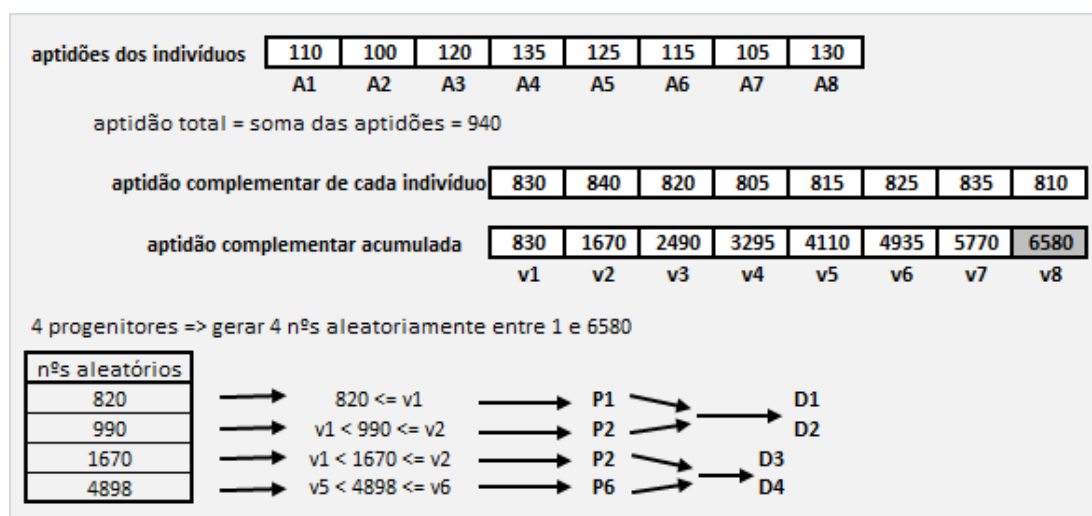 aptidões dos indivíduos 110 100 120 135 125 115 105 130
A1 A2 A3 A4 A5 A6 A7 A8
aptidão total = soma das aptidões = 940
aptidão complementar de cada indivíduo 830 840 820 805 815 825 835 810
aptidão complementar acumulada 830 1670 2490 3295 4110 4935 5770 6580
v1 v2 v3 v4 v5 v6 v7 v8
4 progenitores => gerar 4 nºs aleatoriamente entre 1 e 6580
nºs aleatórios
820 820 <= v1 P1 D1
990 v1 < 990 <= v2 P2 D2
1670 v1 < 1670 <= v2 P2 D3
4898 v5 < 4898 <= v6 P6 D4